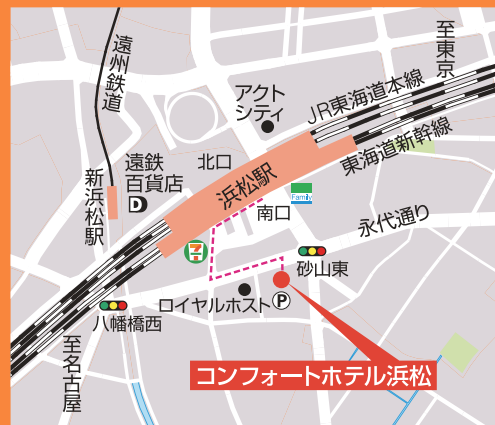 至東京
遠州鉄道
アクト
シティ
JR東海道本線
東海道新幹線
遠鉄
百貨店
D
北口
浜松駅
新浜松駅
Family
南口
永代通り
7
砂山東
ロイヤルホスト
P
八幡橋西
至名古屋
コンフォートホテル浜松